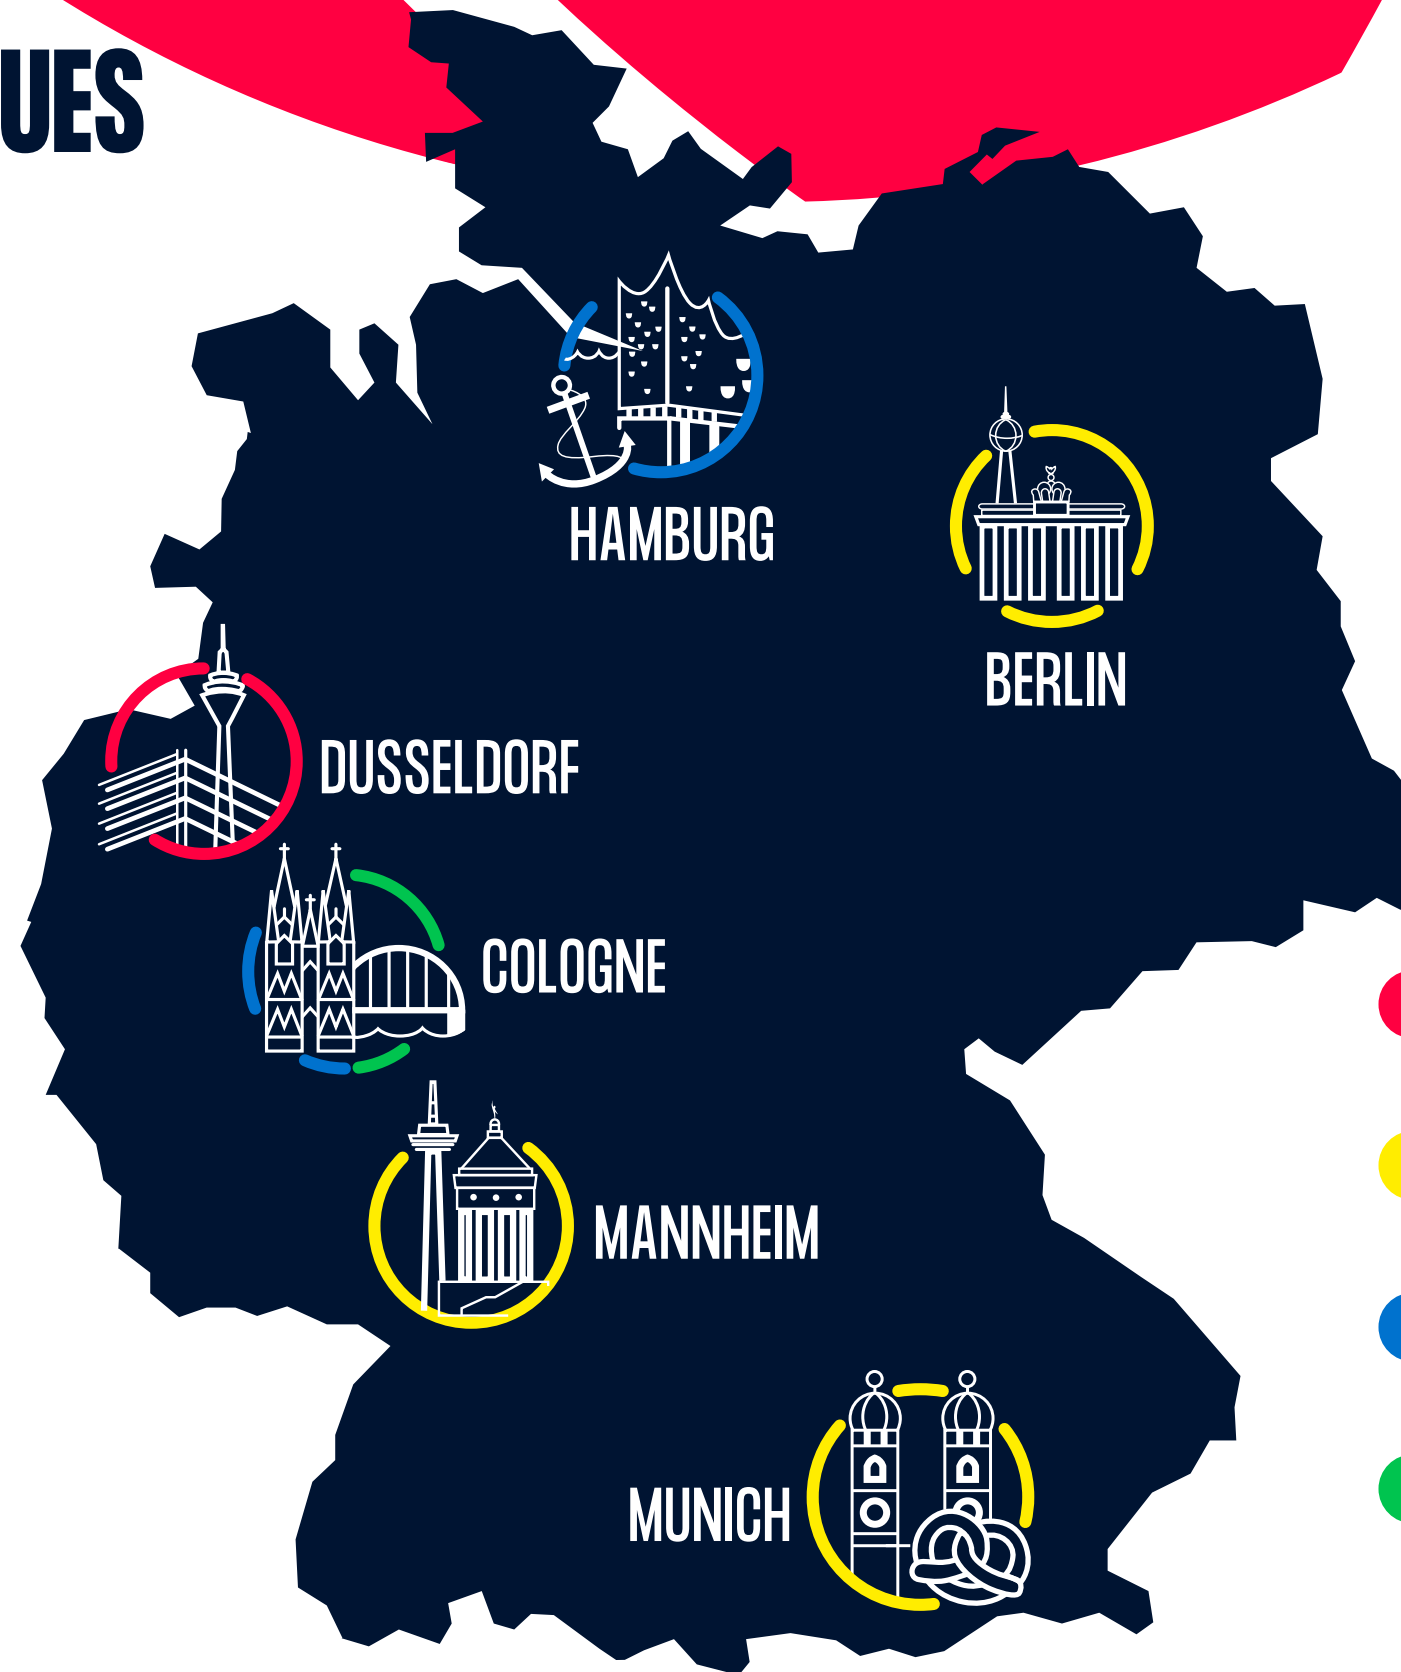 UES
HAMBURG
BERLIN
DUSSELDORF
COLOGNE
MANNHEIM
MUNICH